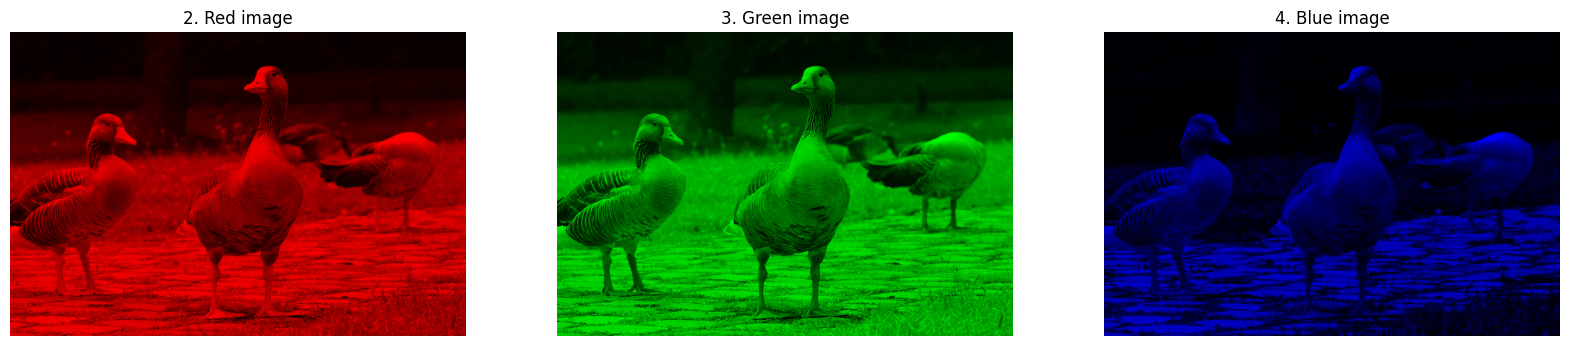 2. Red image
3. Green image
4. Blue image